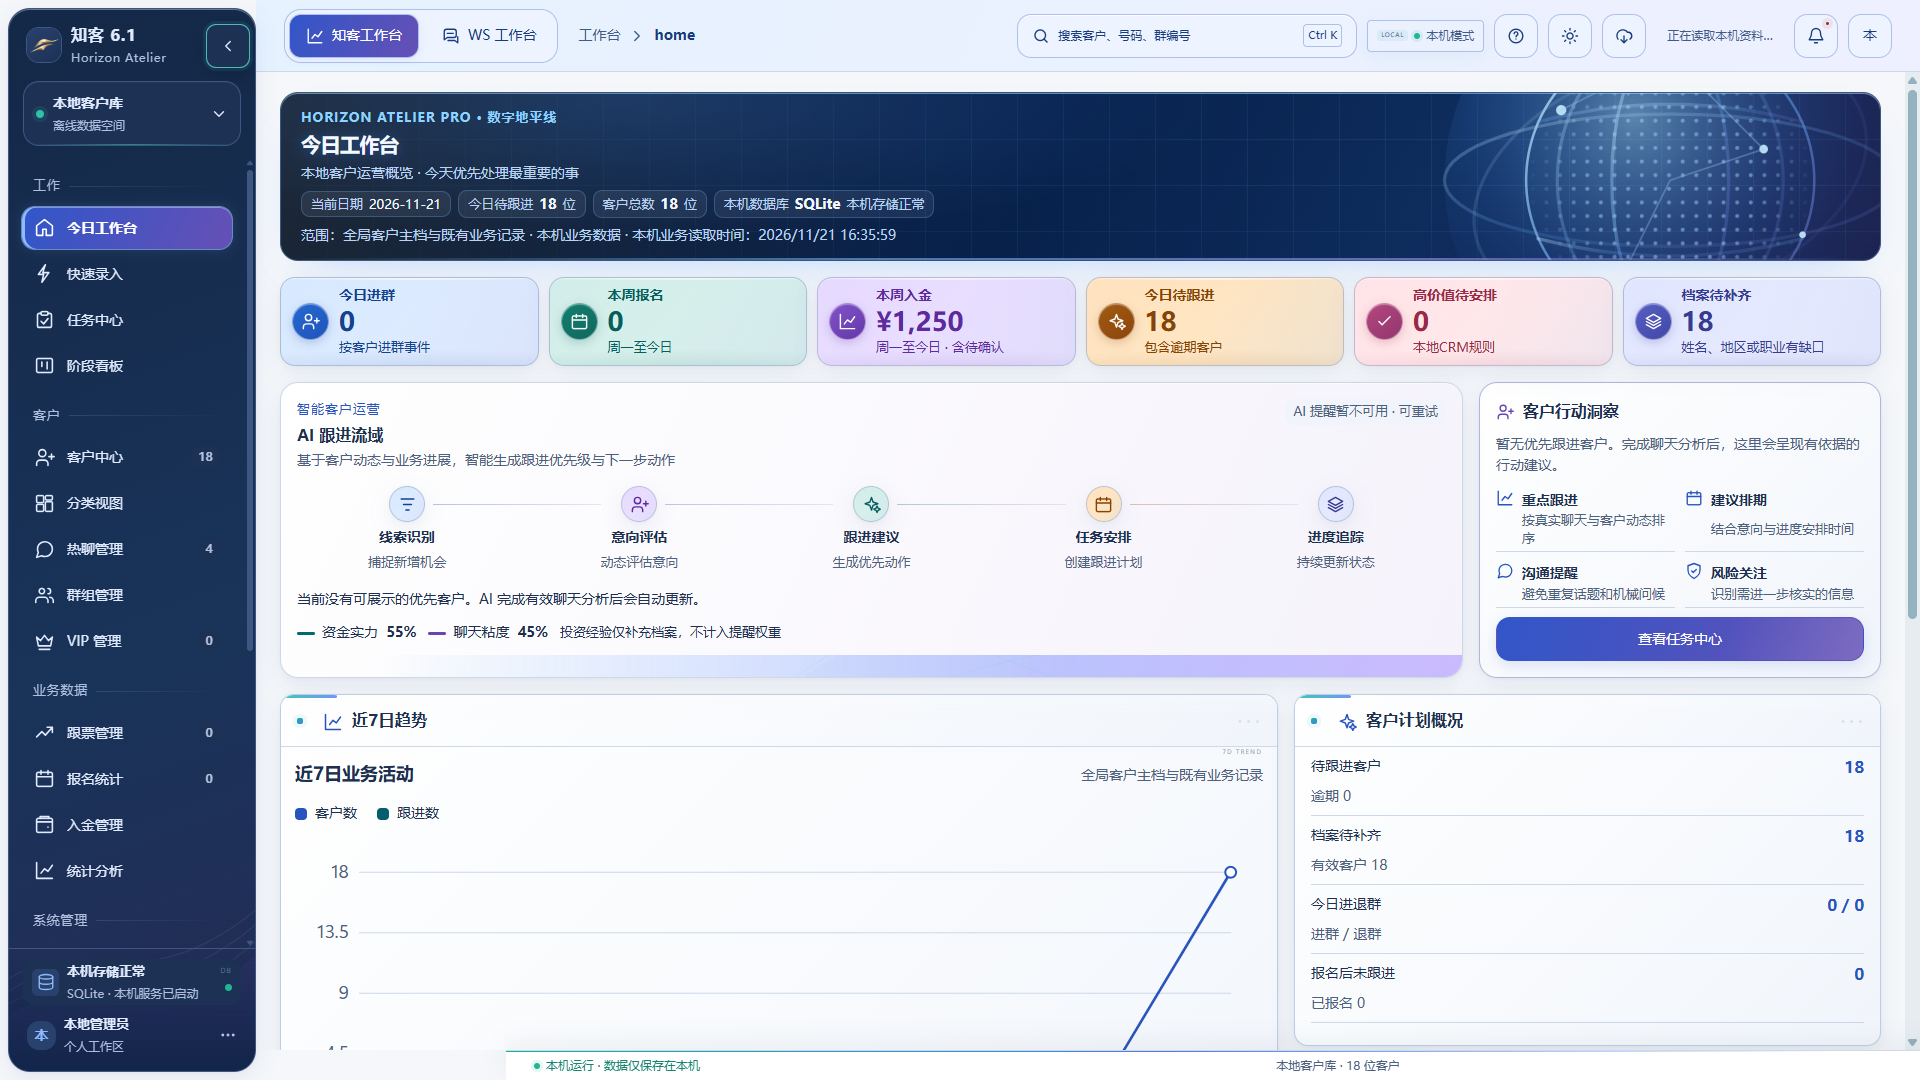 知客 6.1
Horizon Atelier
本地客户库
离线数据空间
工作
今日工作台
快速录入
任务中心
阶段看板
客户
客户中心 18
分类视图
热聊管理 4
群组管理
VIP 管理 0
业务数据
跟票管理 0
报名统计 0
入金管理
统计分析
系统管理
本机存储正常 DB
SQLite · 本机服务已启动
本 本地管理员
个人工作区
知客工作台 WS 工作台 工作台 home
搜索客户、号码、群编号 Ctrl K
LOCAL 本机模式
正在读取本机资料... 本
HORIZON ATELIER PRO • 数字地平线
今日工作台
本地客户运营概览 · 今天优先处理最重要的事
当前日期 2026-11-21 今日待跟进 18 位 客户总数 18 位 本机数据库 SQLite 本机存储正常
范围：全局客户主档与既有业务记录 · 本机业务数据 · 本机业务读取时间：2026/11/21 16:35:59
今日进群
0
按客户进群事件
本周报名
0
周一至今日
本周入金
¥1,250
周一至今日 · 含待确认
今日待跟进
18
包含逾期客户
高价值待安排
0
本地CRM规则
档案待补齐
18
姓名、地区或职业有缺口
智能客户运营
AI 提醒暂不可用 · 可重试
AI 跟进流域
基于客户动态与业务进展，智能生成跟进优先级与下一步动作
线索识别
捕捉新增机会
意向评估
动态评估意向
跟进建议
生成优先动作
任务安排
创建跟进计划
进度追踪
持续更新状态
当前没有可展示的优先客户。AI 完成有效聊天分析后会自动更新。
资金实力 55% 聊天粘度 45% 投资经验仅补充档案，不计入提醒权重
客户行动洞察
暂无优先跟进客户。完成聊天分析后，这里会呈现有依据的
行动建议。
重点跟进
按真实聊天与客户动态排
序
建议排期
结合意向与进度安排时间
沟通提醒
避免重复话题和机械问候
风险关注
识别需进一步核实的信息
查看任务中心
近7日趋势
7D TREND
近7日业务活动
全局客户主档与既有业务记录
客户数 跟进数
18
13.5
9
4.5
客户计划概况
待跟进客户 18
逾期 0
档案待补齐 18
有效客户 18
今日进退群 0 / 0
进群 / 退群
报名后未跟进 0
已报名 0
本机运行 · 数据仅保存在本机
本地客户库 · 18 位客户